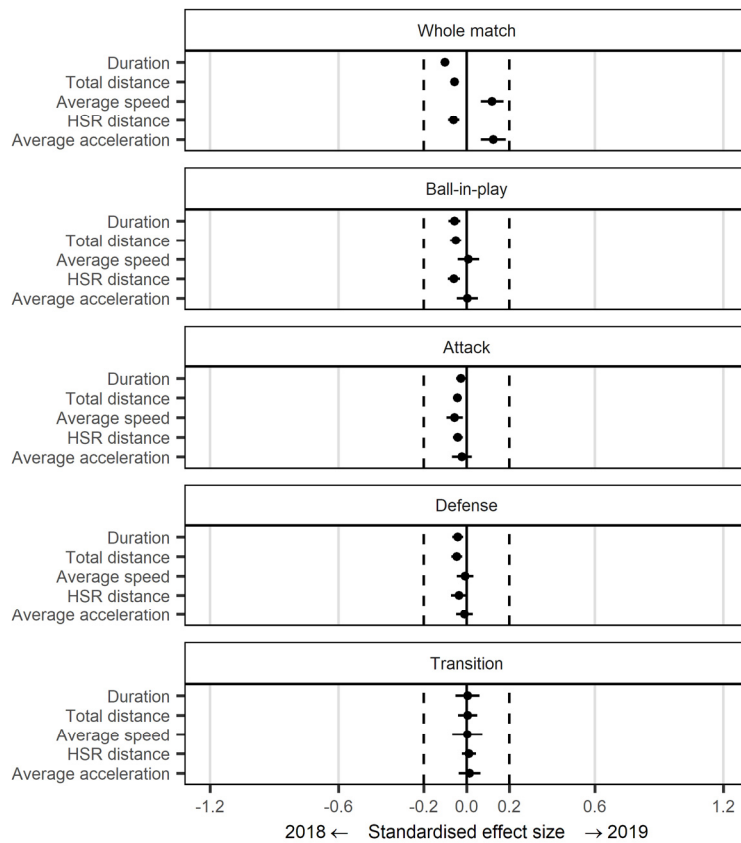 Whole match
Duration
Total distance
Average speed
HSR distance
Average acceleration
Ball-in-play
Duration
Total distance
Average speed
HSR distance
Average acceleration
Attack
Duration
Total distance
Average speed
HSR distance
Average acceleration
Defense
Duration
Total distance
Average speed
HSR distance
Average acceleration
Transition
Duration
Total distance
Average speed
HSR distance
Average acceleration
-1.2 -0.6 -0.2 0.0 0.2 0.6 1.2
2018 ← Standardised effect size → 2019